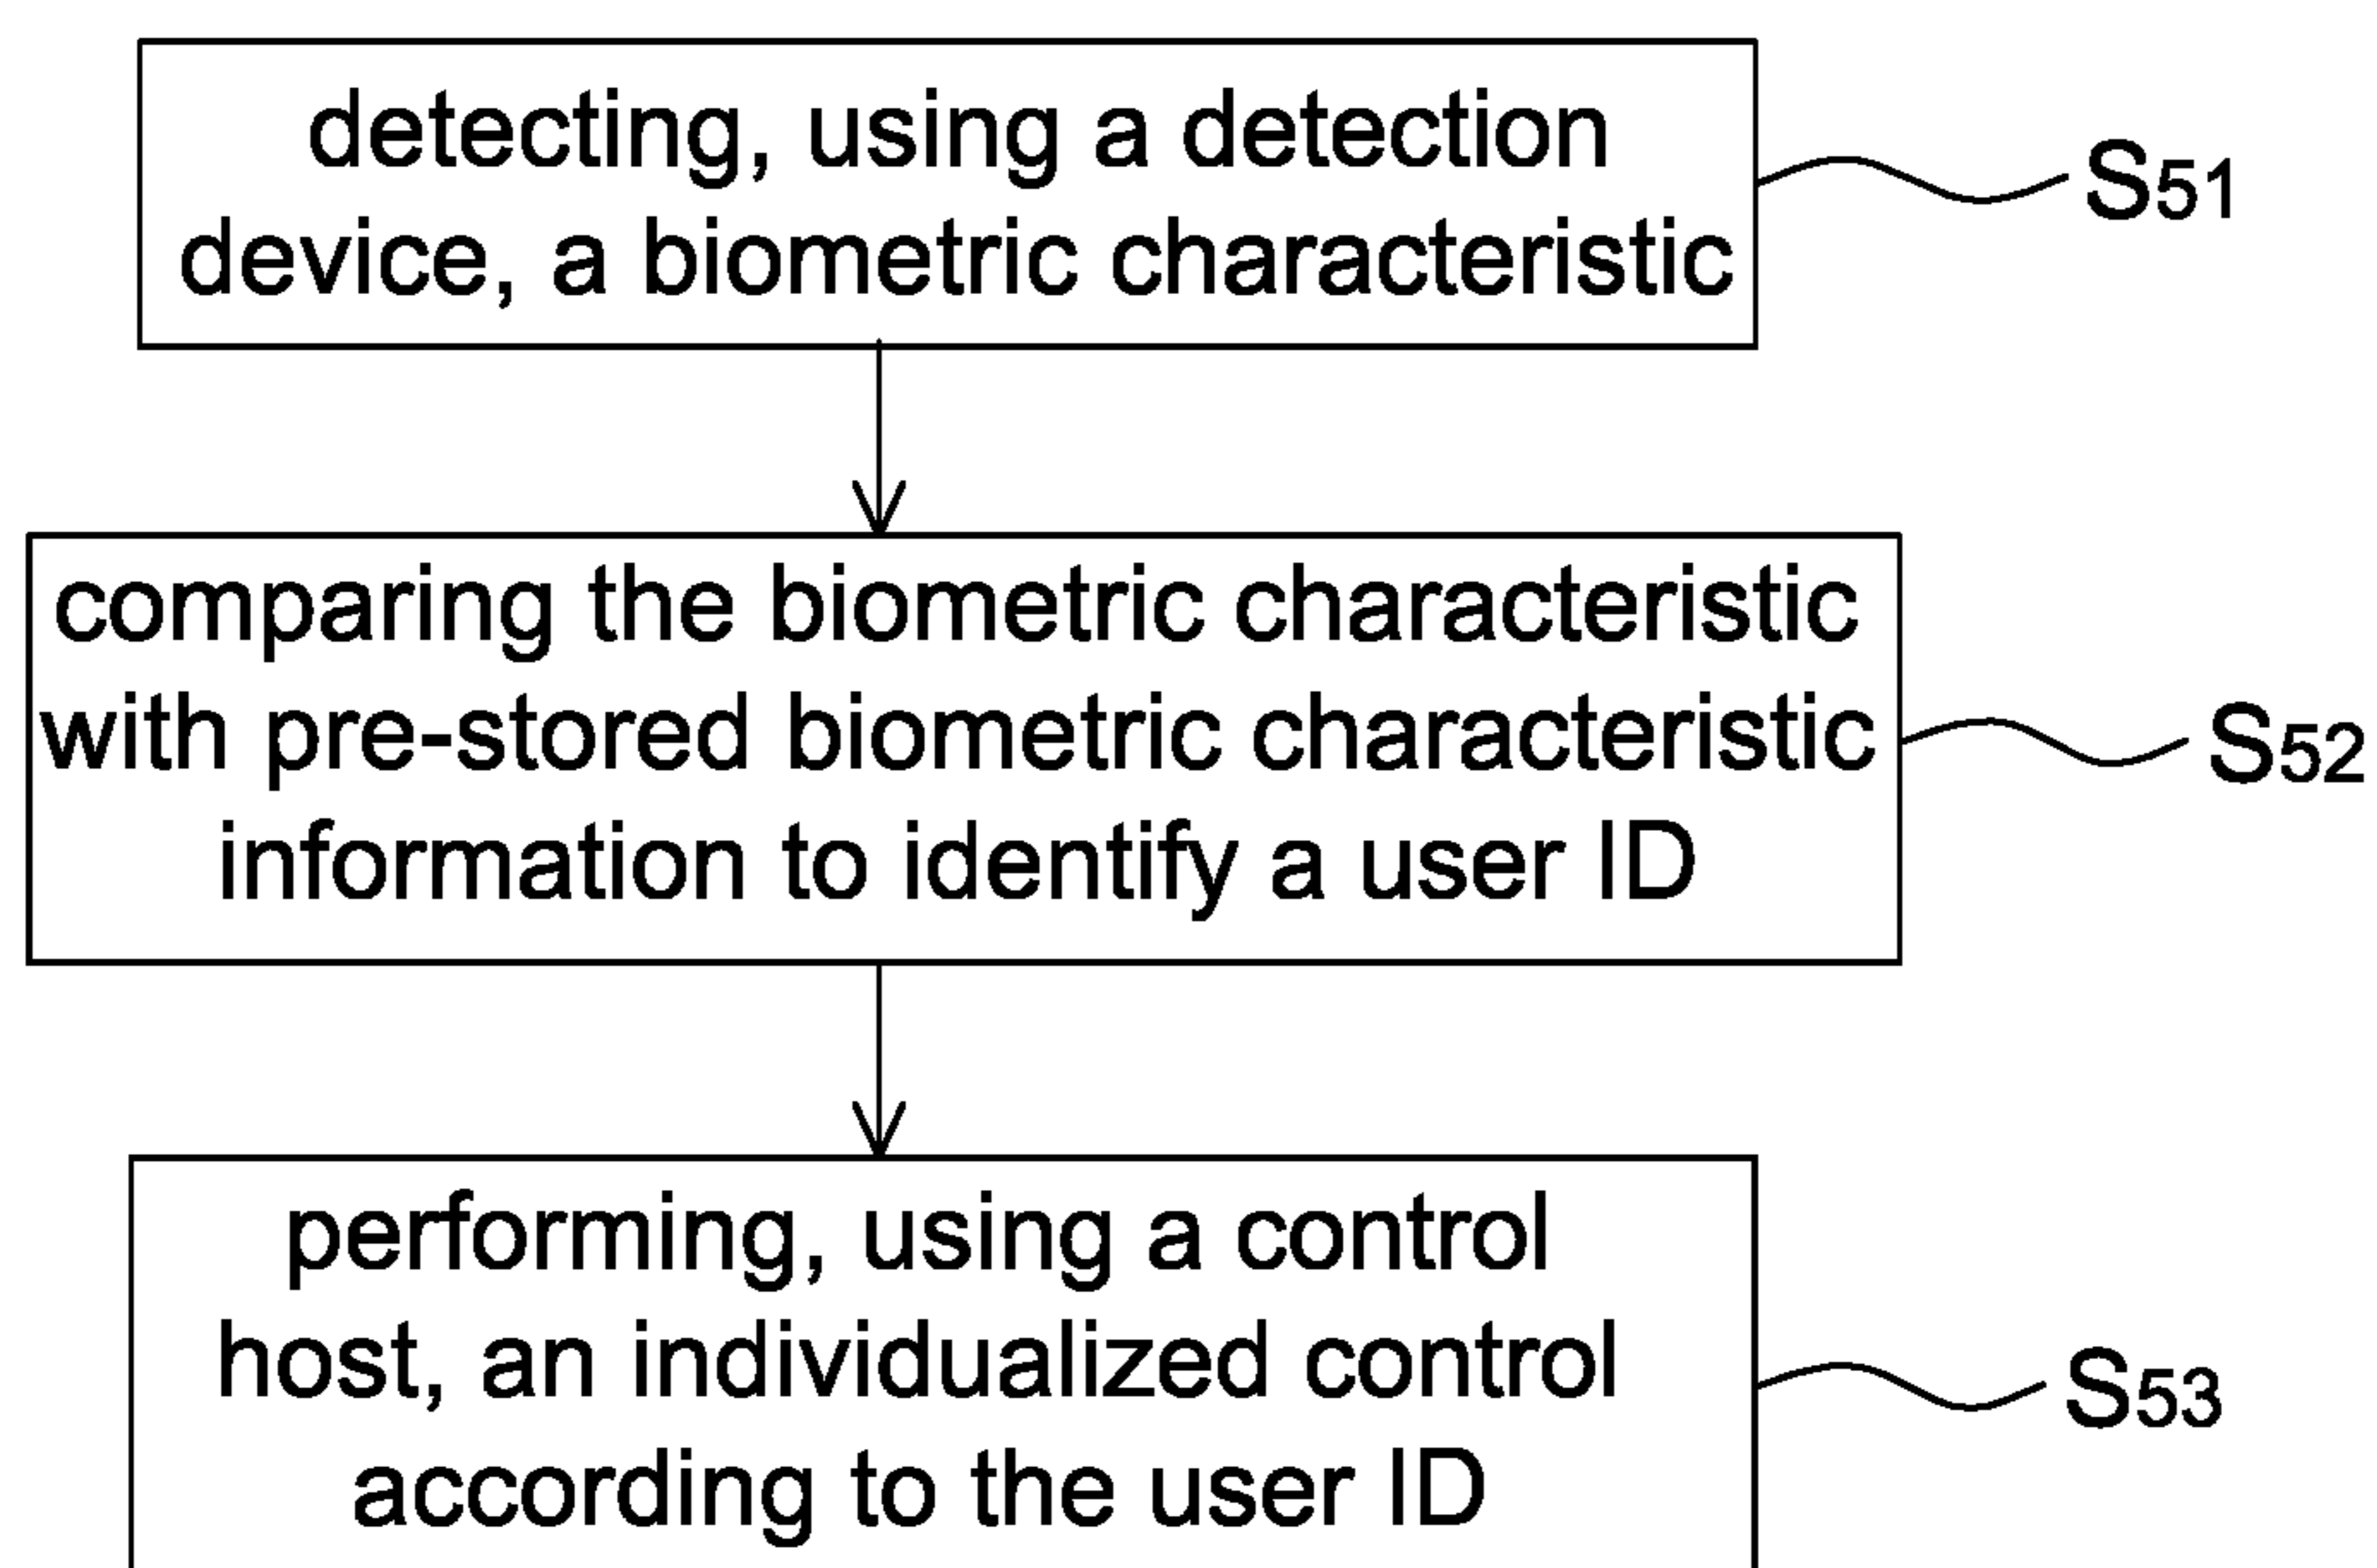 detecting, using a detection
device, a biometric characteristic
S51
comparing the biometric characteristic
with pre-stored biometric characteristic
information to identify a user ID
S52
performing, using a control
host, an individualized control
according to the user ID
S53